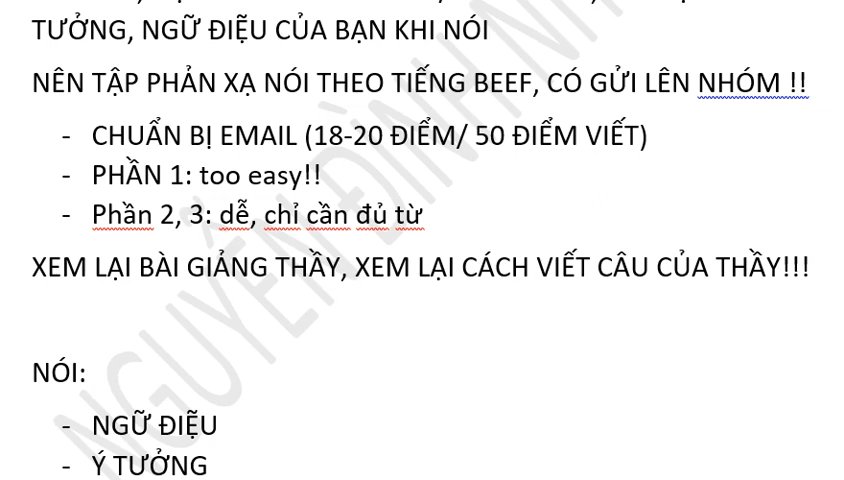 TƯỞNG, NGỮ ĐIỆU CỦA BẠN KHI NÓI
NÊN TẬP PHẢN XẠ NÓI THEO TIẾNG BEEF, CÓ GỬI LÊN NHÓM !!
- CHUẨN BỊ EMAIL (18-20 ĐIỂM/ 50 ĐIỂM VIẾT)
- PHẦN 1: too easy!!
- Phần 2, 3: dễ, chỉ cần đủ từ
XEM LẠI BÀI GIẢNG THẦY, XEM LẠI CÁCH VIẾT CÂU CỦA THẦY!!!
NÓI:
- NGỮ ĐIỆU
- Ý TƯỞNG
NGUYỄN ĐÌNH